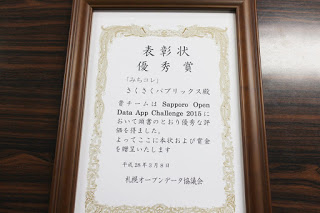 表彰状
優秀賞
「みちコレ」
さくさくパブリックス殿
貴チームは Sapporo Open
Data App Challenge 2015 に
おいて頭書のとおり優秀な評
価を得ました。
よってここに本状および賞金
を贈呈いたします
平成28年3月8日
札幌オープンデータ協議会